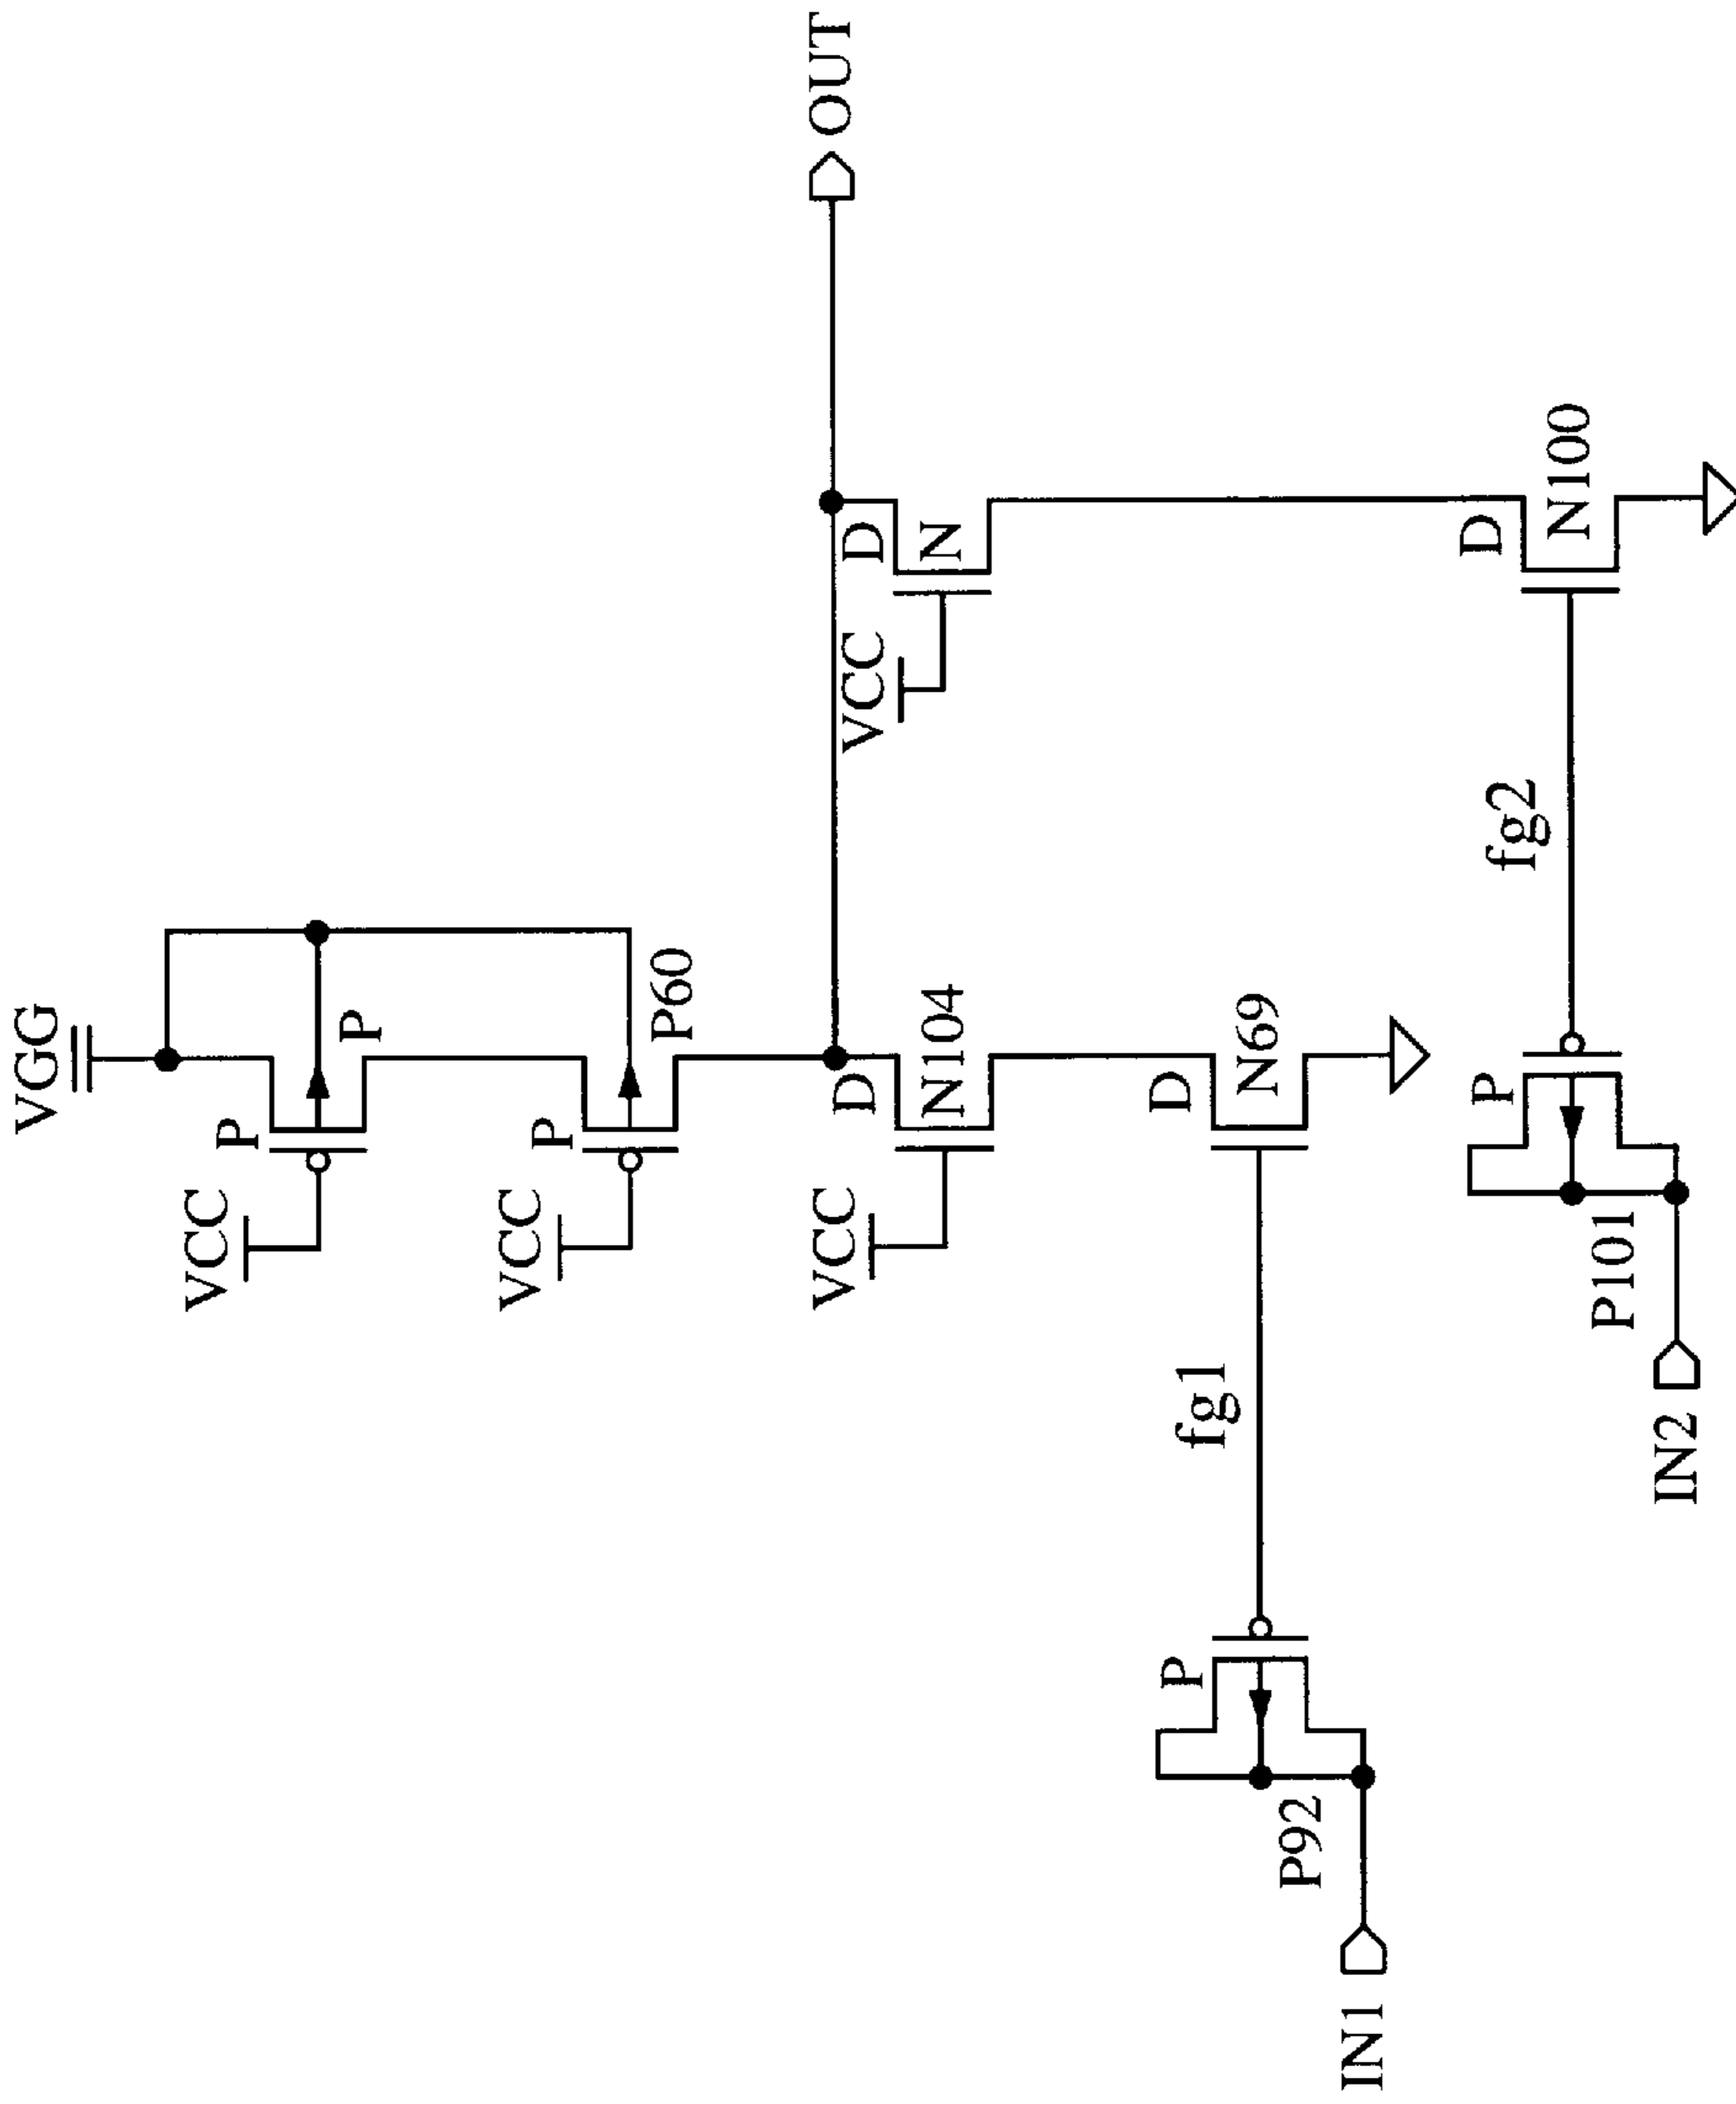 VGG
VCC
P
P
VCC
P
P60
OUT
VCC
D
N104
VCC
D
N
fg1
D
N69
P
P92
IN1
fg2
D
N100
P
P101
IN2